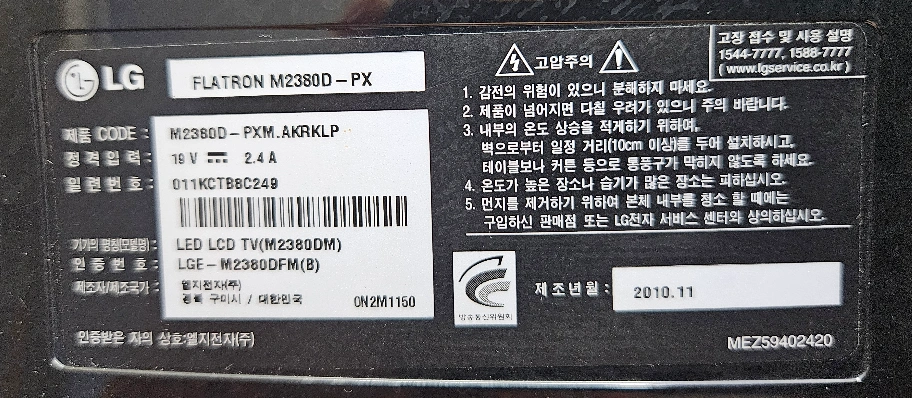 LG
FLATRON M2380D-PX
고장 접수 및 사용 설명
1544-7777, 1588-7777
( www.lgservice.co.kr )
고압주의
1. 감전의 위험이 있으니 분해하지 마세요.
2. 제품이 넘어지면 다칠 우려가 있으니 주의 바랍니다.
3. 내부의 온도 상승을 적게하기 위하여,
벽으로부터 일정 거리(10cm 이상)를 두어 설치하시고,
테이블보나 커튼 등으로 통풍구가 막히지 않도록 하세요.
4. 온도가 높은 장소나 습기가 많은 장소는 피하십시오.
5. 먼지를 제거하기 위하여 본체 내부를 청소 할 때에는
구입하신 판매점 또는 LG전자 서비스 센터와 상의하십시오.
제품 CODE : M2380D-PXM.AKRKLP
정격입력 : 19 V 2.4 A
일련번호 : 011KCTB8C249
기기의 명칭(모델명) : LED LCD TV(M2380DM)
인증번호 : LGE-M2380DFM(B)
제조자/제조국가 : 엘지전자(주)
경북 구미시 / 대한민국 0N2M1150
방송통신위원회
제조년월 : 2010.11
인증받은 자의 상호:엘지전자(주)
MEZ59402420